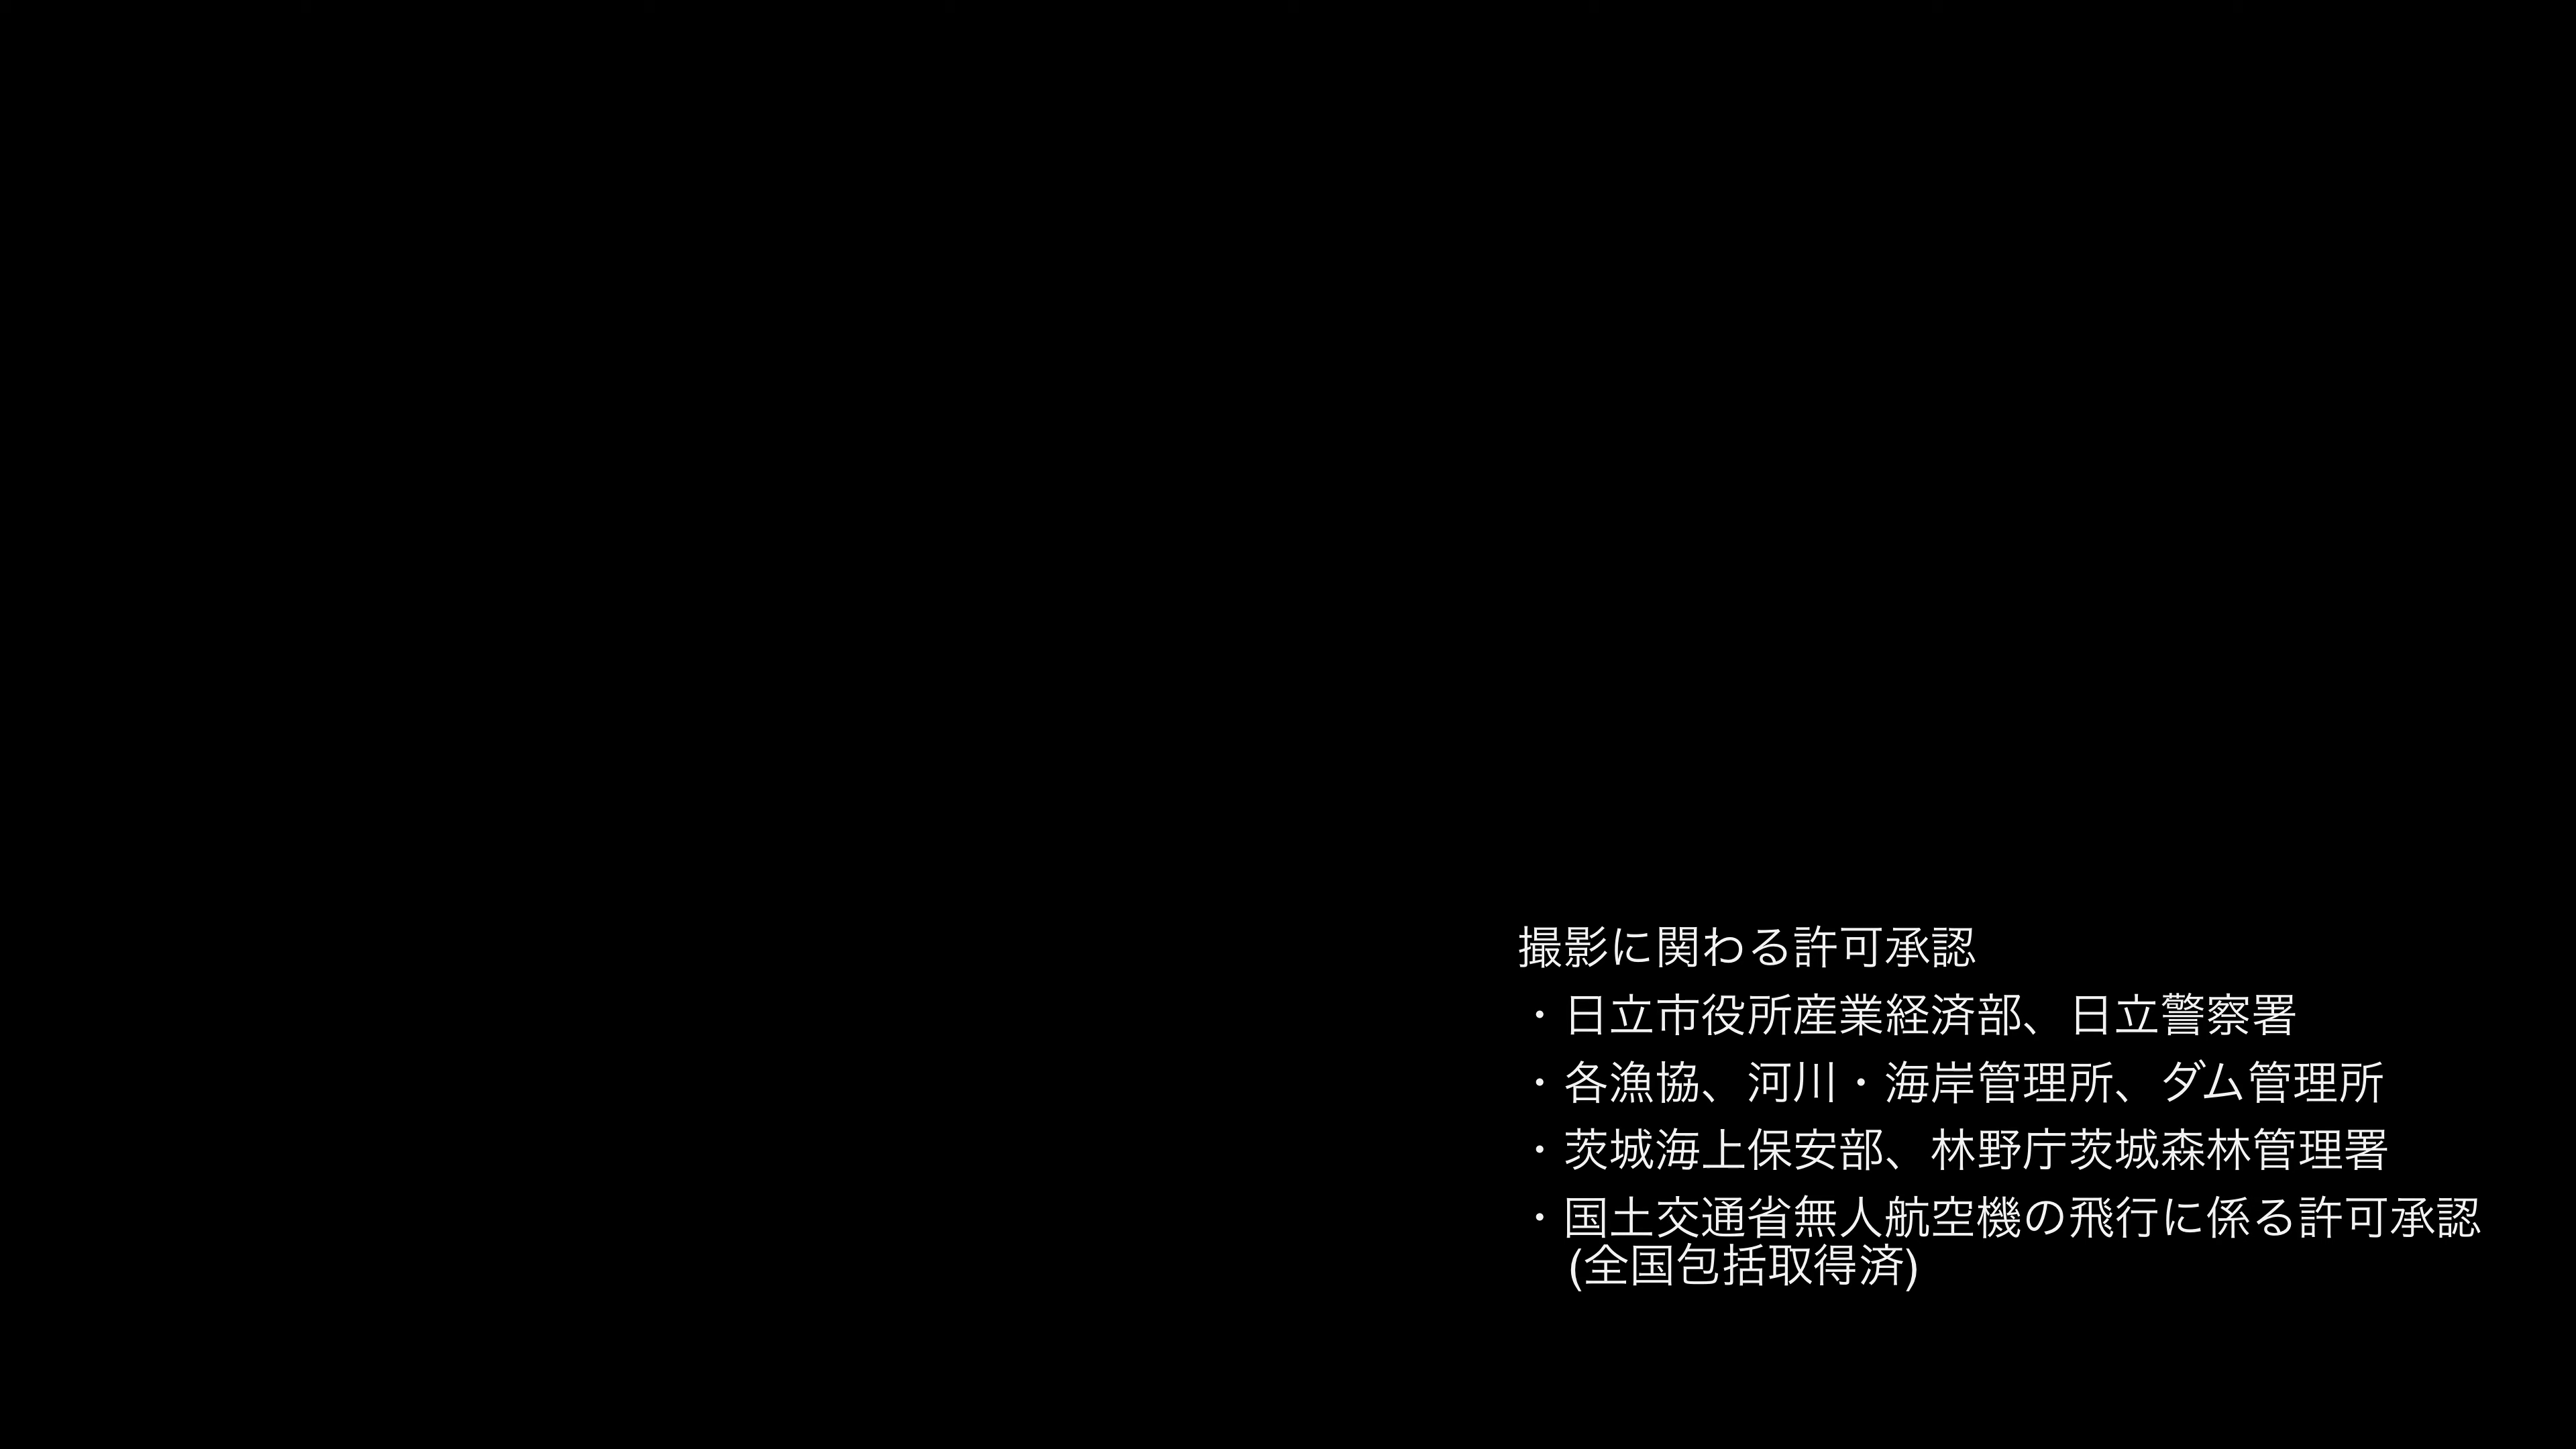 撮影に関わる許可承認
・日立市役所産業経済部、日立警察署
・各漁協、河川・海岸管理所、ダム管理所
・茨城海上保安部、林野庁茨城森林管理署
・国土交通省無人航空機の飛行に係る許可承認
(全国包括取得済)